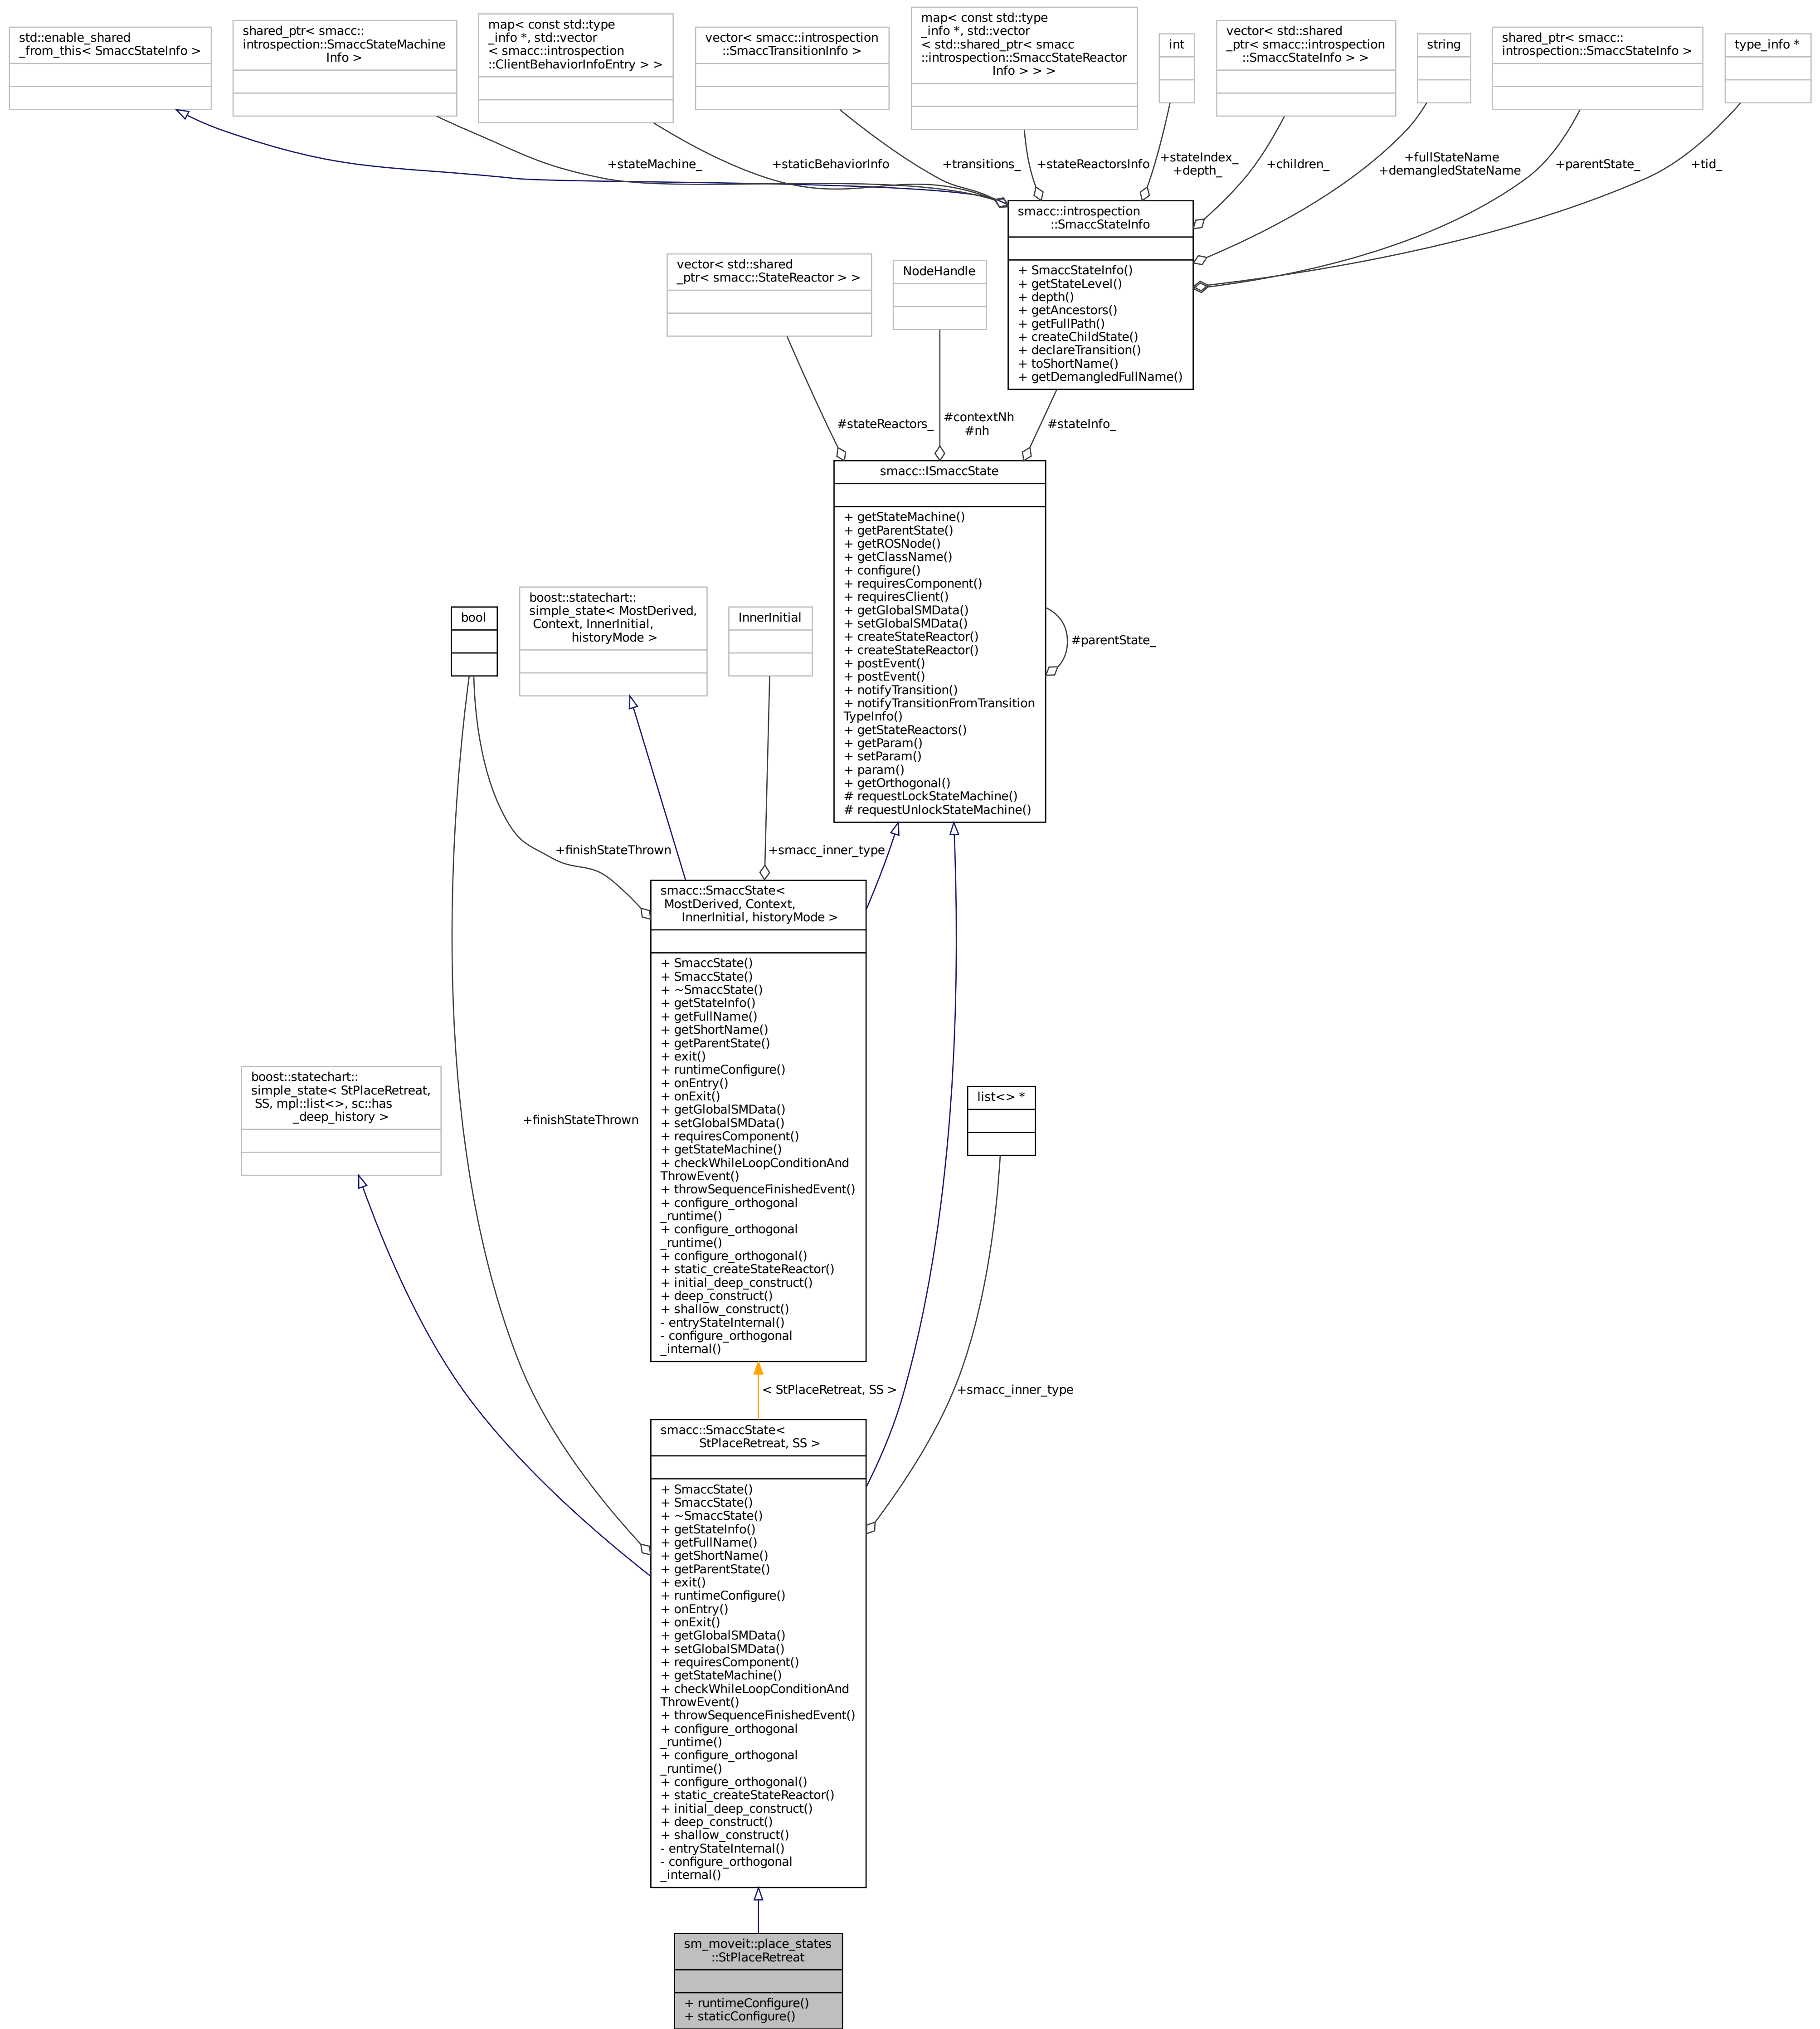 std::enable_shared
_from_this< SmaccStateInfo >
shared_ptr< smacc::
introspection::SmaccStateMachine
Info >
map< const std::type
_info *, std::vector
< smacc::introspection
::ClientBehaviorInfoEntry > >
vector< smacc::introspection
::SmaccTransitionInfo >
map< const std::type
_info *, std::vector
< std::shared_ptr< smacc
::introspection::SmaccStateReactor
Info > > >
int
vector< std::shared
_ptr< smacc::introspection
::SmaccStateInfo > >
string
shared_ptr< smacc::
introspection::SmaccStateInfo >
type_info *
+stateMachine_
+staticBehaviorInfo
+transitions_
+stateReactorsInfo
+stateIndex_
+depth_
+children_
+fullStateName
+demangledStateName
+parentState_
+tid_
smacc::introspection
::SmaccStateInfo
+ SmaccStateInfo()
+ getStateLevel()
+ depth()
+ getAncestors()
+ getFullPath()
+ createChildState()
+ declareTransition()
+ toShortName()
+ getDemangledFullName()
vector< std::shared
_ptr< smacc::StateReactor > >
NodeHandle
#stateReactors_
#contextNh
#nh
#stateInfo_
smacc::ISmaccState
+ getStateMachine()
+ getParentState()
+ getROSNode()
+ getClassName()
+ configure()
+ requiresComponent()
+ requiresClient()
+ getGlobalSMData()
+ setGlobalSMData()
+ createStateReactor()
+ createStateReactor()
+ postEvent()
+ postEvent()
+ notifyTransition()
+ notifyTransitionFromTransition
TypeInfo()
+ getStateReactors()
+ getParam()
+ setParam()
+ param()
+ getOrthogonal()
# requestLockStateMachine()
# requestUnlockStateMachine()
#parentState_
bool
boost::statechart::
simple_state< MostDerived,
Context, InnerInitial,
historyMode >
InnerInitial
+finishStateThrown
+smacc_inner_type
smacc::SmaccState<
MostDerived, Context,
InnerInitial, historyMode >
+ SmaccState()
+ SmaccState()
+ ~SmaccState()
+ getStateInfo()
+ getFullName()
+ getShortName()
+ getParentState()
+ exit()
+ runtimeConfigure()
+ onEntry()
+ onExit()
+ getGlobalSMData()
+ setGlobalSMData()
+ requiresComponent()
+ getStateMachine()
+ checkWhileLoopConditionAnd
ThrowEvent()
+ throwSequenceFinishedEvent()
+ configure_orthogonal
_runtime()
+ configure_orthogonal
_runtime()
+ configure_orthogonal()
+ static_createStateReactor()
+ initial_deep_construct()
+ deep_construct()
+ shallow_construct()
- entryStateInternal()
- configure_orthogonal
_internal()
boost::statechart::
simple_state< StPlaceRetreat,
SS, mpl::list<>, sc::has
_deep_history >
+finishStateThrown
list<> *
< StPlaceRetreat, SS >
+smacc_inner_type
smacc::SmaccState<
StPlaceRetreat, SS >
+ SmaccState()
+ SmaccState()
+ ~SmaccState()
+ getStateInfo()
+ getFullName()
+ getShortName()
+ getParentState()
+ exit()
+ runtimeConfigure()
+ onEntry()
+ onExit()
+ getGlobalSMData()
+ setGlobalSMData()
+ requiresComponent()
+ getStateMachine()
+ checkWhileLoopConditionAnd
ThrowEvent()
+ throwSequenceFinishedEvent()
+ configure_orthogonal
_runtime()
+ configure_orthogonal
_runtime()
+ configure_orthogonal()
+ static_createStateReactor()
+ initial_deep_construct()
+ deep_construct()
+ shallow_construct()
- entryStateInternal()
- configure_orthogonal
_internal()
sm_moveit::place_states
::StPlaceRetreat
+ runtimeConfigure()
+ staticConfigure()